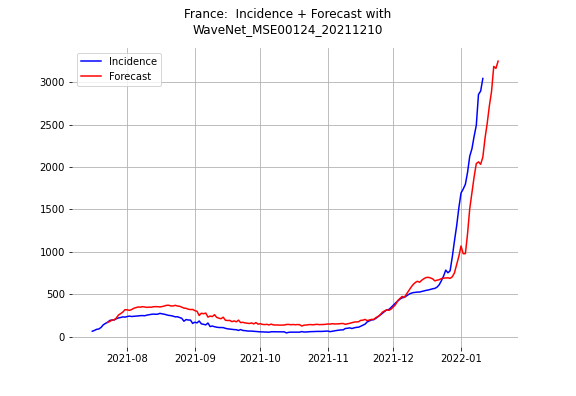 France:  Incidence + Forecast with
WaveNet_MSE00124_20211210
Incidence
Forecast
3000
2500
2000
1500
1000
500
0
2021-08 2021-09 2021-10 2021-11 2021-12 2022-01